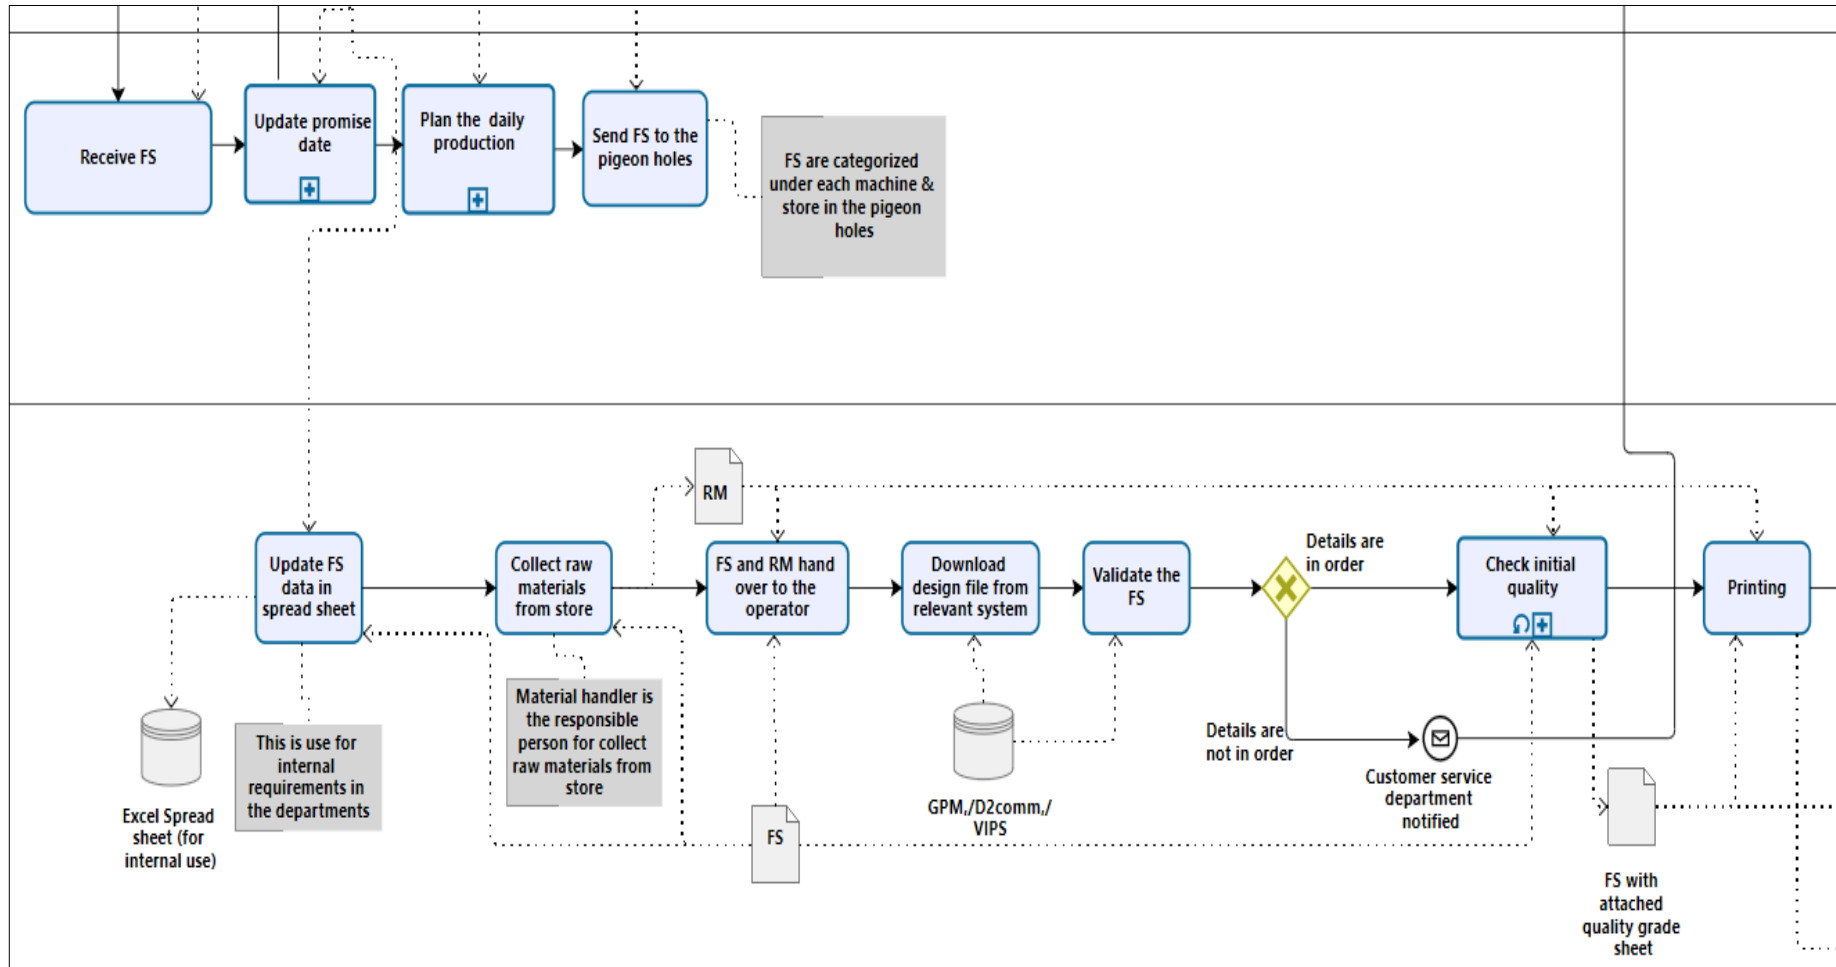 Receive FS
Update promise
date
Plan the daily
production
Send FS to the
pigeon holes
FS are categorized
under each machine &
store in the pigeon
holes
RM
Update FS
data in
spread sheet
Collect raw
materials
from store
FS and RM hand
over to the
operator
Download
design file from
relevant system
Validate the
FS
Details are
in order
Check initial
quality
Printing
Details are
not in order
Customer service
department
notified
Excel Spread
sheet (for
internal use)
This is use for
internal
requirements in
the departments
Material handler is
the responsible
person for collect
raw materials from
store
FS
GPM,/D2comm,/
VIPS
FS with
attached
quality grade
sheet